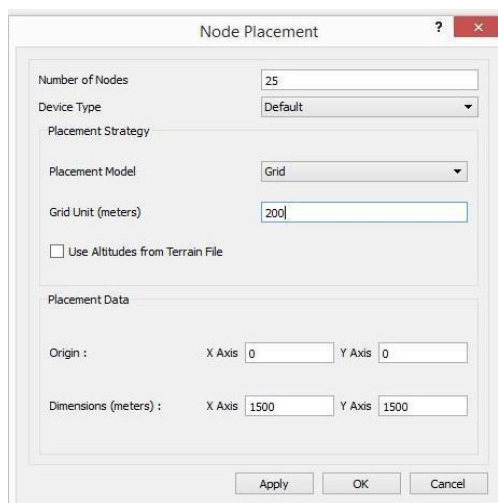 Node Placement
?
Number of Nodes 25
Device Type Default
Placement Strategy
Placement Model Grid
Grid Unit (meters) 200
Use Altitudes from Terrain File
Placement Data
Origin : X Axis 0 Y Axis 0
Dimensions (meters) : X Axis 1500 Y Axis 1500
Apply OK Cancel